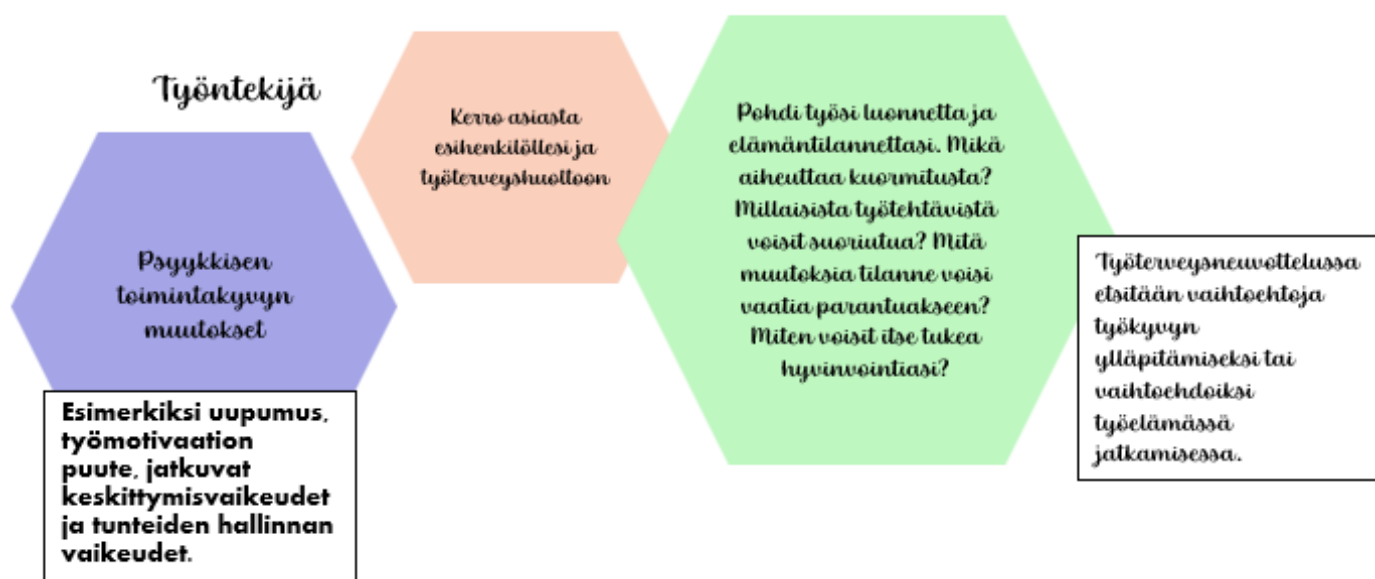 Työntekijä
Psyykkisen
toimintakyvyn
muutokset
Esimerkiksi uupumus,
työmotivaation
puute, jatkuvat
keskittymisvaikeudet
ja tunteiden hallinnan
vaikeudet.
Kerro asiasta
esihenkilöllesi ja
työterveyshuoltoon
Pohdi työsi luonnetta ja
elämäntilannettasi. Mikä
aiheuttaa kuormitusta?
Millaisista työtehtävistä
voisit suoriutua? Mitä
muutoksia tilanne voisi
vaatia parantuakseen?
Miten voisit itse tukea
hyvinvointiasi?
Työterveysneuvottelussa
etsitään vaihtoehtoja
työkyvyn
ylläpitämiseksi tai
vaihtoehdoiksi
työelämässä
jatkamisessa.